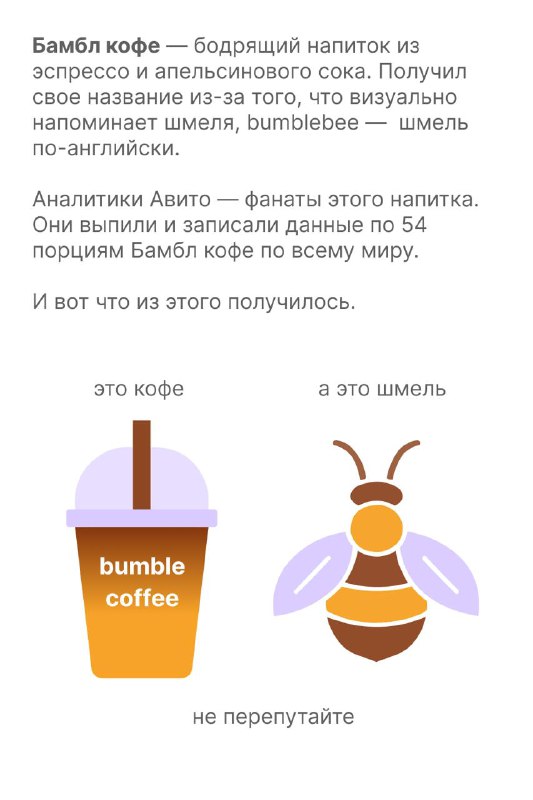 Бамбл кофе — бодрящий напиток из
эспрессо и апельсинового сока. Получил
свое название из-за того, что визуально
напоминает шмеля, bumblebee —  шмель
по-английски.
Аналитики Авито — фанаты этого напитка.
Они выпили и записали данные по 54
порциям Бамбл кофе по всему миру.
И вот что из этого получилось.
это кофе
а это шмель
bumble
coffee
не перепутайте